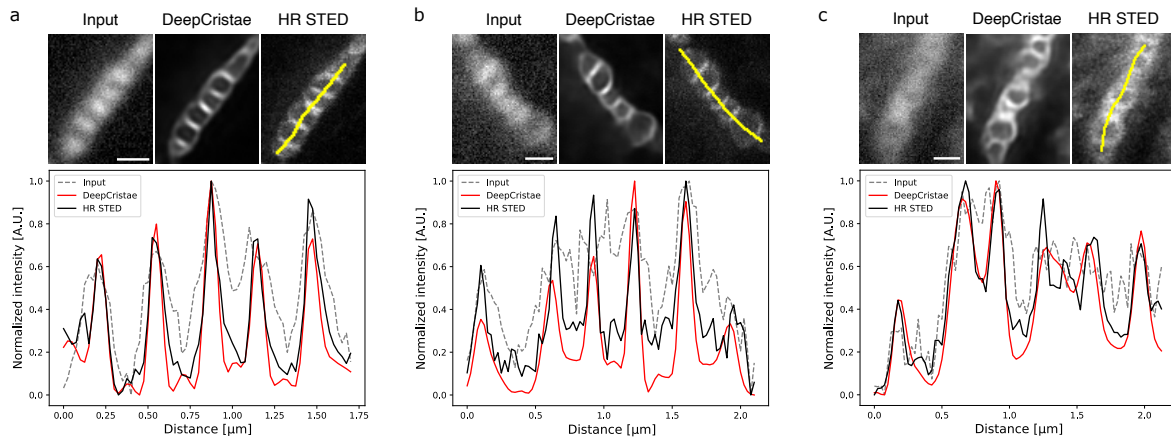 a
Input DeepCristae HR STED
Input
DeepCristae
HR STED
Normalized intensity [A.U.]
1.0
0.8
0.6
0.4
0.2
0.0
0.00 0.25 0.50 0.75 1.00 1.25 1.50 1.75
Distance [μm]
b
Input DeepCristae HR STED
Input
DeepCristae
HR STED
Normalized intensity [A.U.]
1.0
0.8
0.6
0.4
0.2
0.0
0.0 0.5 1.0 1.5 2.0
Distance [μm]
c
Input DeepCristae HR STED
Input
DeepCristae
HR STED
Normalized intensity [A.U.]
1.0
0.8
0.6
0.4
0.2
0.0
0.0 0.5 1.0 1.5 2.0
Distance [μm]